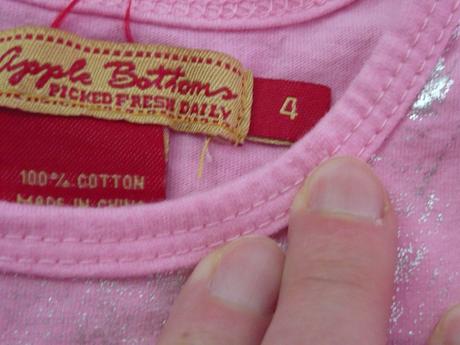 Apple Bottoms
PICKED FRESH DAILY
4
100% COTTON
MADE IN CHINA